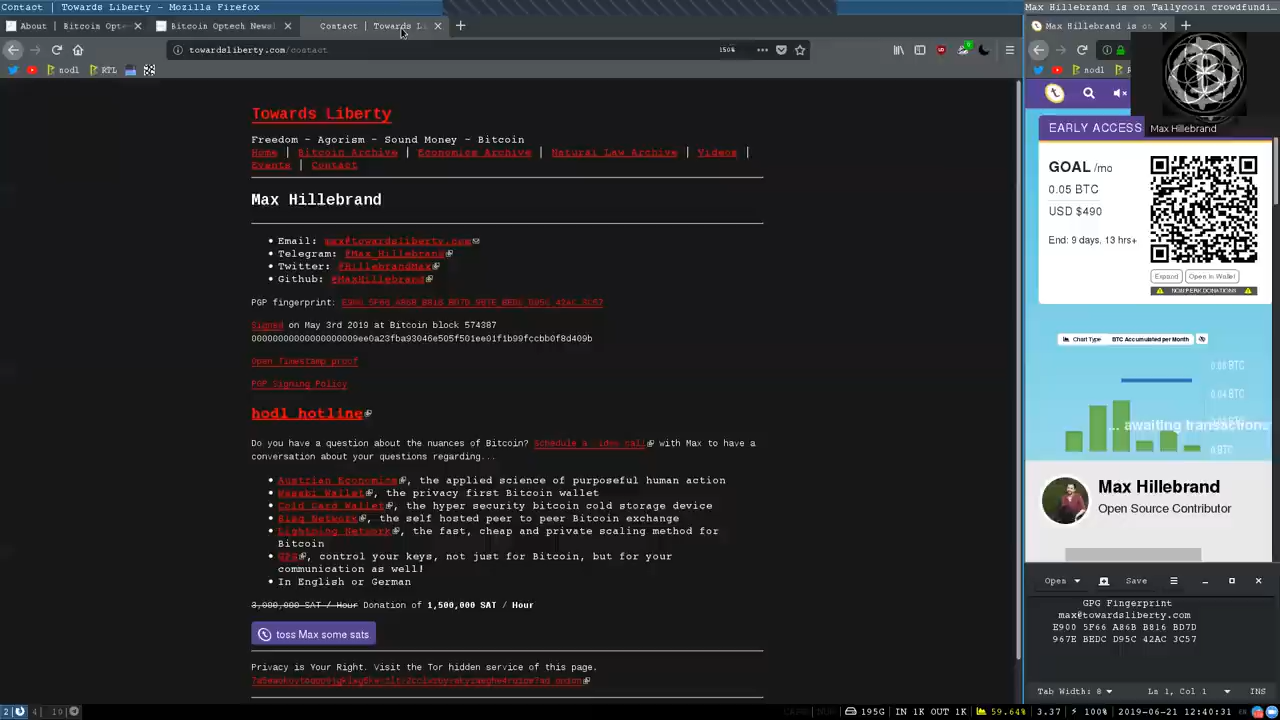 Contact | Towards Liberty - Mozilla Firefox
Max Hillebrand is on Tallycoin crowdfundi
About | Bitcoin Opte
Bitcoin Optech News
Contact | Towards Li
Max Hillebrand is on Tallycoin
towardsliberty.com/contact
150%
nodl
RTL
nodl
Towards Liberty
Freedom - Agorism - Sound Money - Bitcoin
Home | Bitcoin Archive | Economics Archive | Natural Law Archive | Videos |
Events | Contact
Max Hillebrand
Email: max@towardsliberty.com
Telegram: @Max_Hillebrand
Twitter: @HillebrandMax
Github: @MaxHillebrand
PGP fingerprint: E900 5F66 A86B B816 BD7D 967E BEDC D95C 42AC 3C57
Signed on May 3rd 2019 at Bitcoin block 574387
Open Timestamp proof
PGP Signing Policy
hodl hotline
Do you have a question about the nuances of Bitcoin? Schedule a video call with Max to have a
conversation about your questions regarding...
Austrian Economics, the applied science of purposeful human action
Wasabi Wallet, the privacy first Bitcoin wallet
Cold Card Wallet, the hyper security bitcoin cold storage device
Bisq Network, the self hosted peer to peer Bitcoin exchange
Lightning Network, the fast, cheap and private scaling method for
Bitcoin
GPG, control your keys, not just for Bitcoin, but for your
communication as well!
In English or German
3,000,000 SAT / Hour Donation of 1,500,000 SAT / Hour
toss Max some sats
Privacy is Your Right. Visit the Tor hidden service of this page.
EARLY ACCESS
Max Hillebrand
GOAL /mo
0.05 BTC
USD $490
End: 9 days, 13 hrs+
Expand
Open in Wallet
NON PERK DONATIONS
Chart Type BTC Accumulated per Month
0.06 BTC
0.04 BTC
... awaiting transaction...
0 BTC
Max Hillebrand
Open Source Contributor
Open
Save
GPG Fingerprint
max@towardsliberty.com
E900 5F66 A86B B816 BD7D
967E BEDC D95C 42AC 3C57
Tab Width: 8
Ln 1, Col 1
INS
2
4
10
195G
IN 1K OUT 1K
59.64%
3.37
100%
2019-06-21 12:40:31